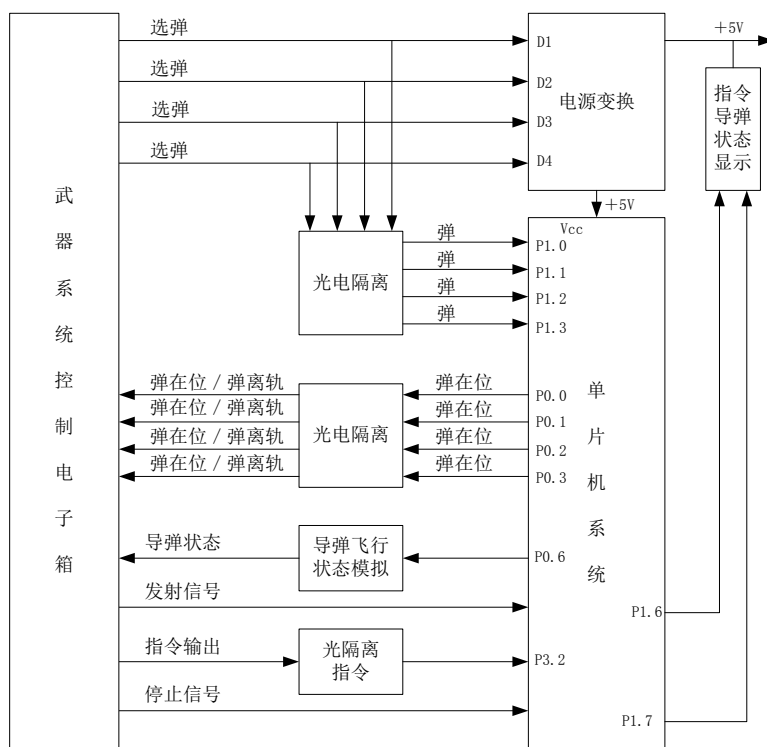 选弹
D1
＋5V
选弹
D2
电源变换
选弹
D3
选弹
D4
指令
导弹
状态
显示
武器系统控制电子箱
＋5V
Vcc
光电隔离
弹
P1.0
弹
P1.1
弹
P1.2
弹
P1.3
单片机系统
弹在位／弹离轨
光电隔离
弹在位
P0.0
弹在位／弹离轨
弹在位
P0.1
弹在位／弹离轨
弹在位
P0.2
弹在位／弹离轨
弹在位
P0.3
导弹状态
导弹飞行
状态模拟
P0.6
发射信号
P1.6
指令输出
光隔离
指令
P3.2
停止信号
P1.7